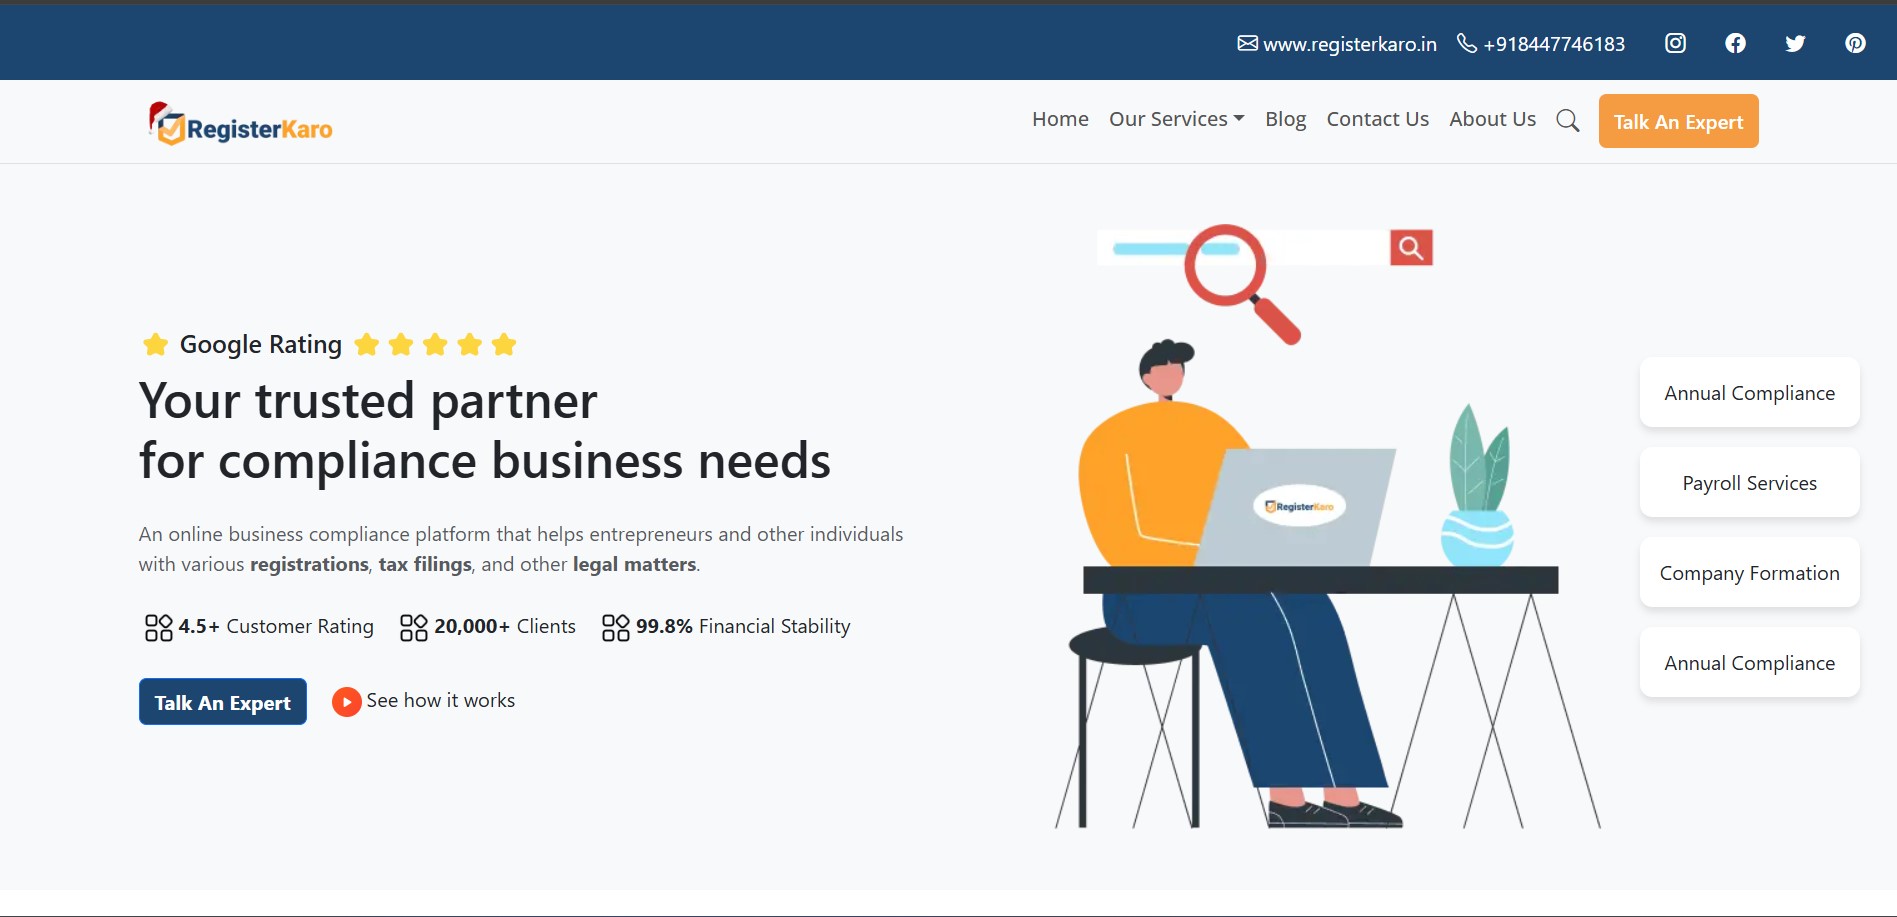 www.registerkaro.in +918447746183
RegisterKaro
Home Our Services Blog Contact Us About Us Talk An Expert
Google Rating
Your trusted partner
for compliance business needs
An online business compliance platform that helps entrepreneurs and other individuals
with various registrations, tax filings, and other legal matters.
4.5+ Customer Rating 20,000+ Clients 99.8% Financial Stability
Talk An Expert See how it works
RegisterKaro
Annual Compliance
Payroll Services
Company Formation
Annual Compliance